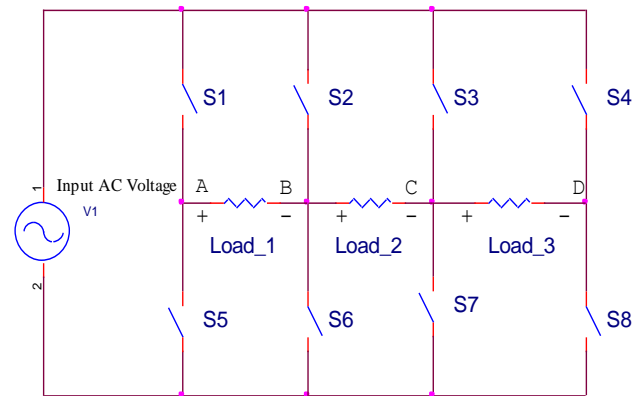 S1 S2 S3 S4
1 Input AC Voltage A B C D
V1 + - + - + -
Load_1 Load_2 Load_3
2
S5 S6 S7 S8